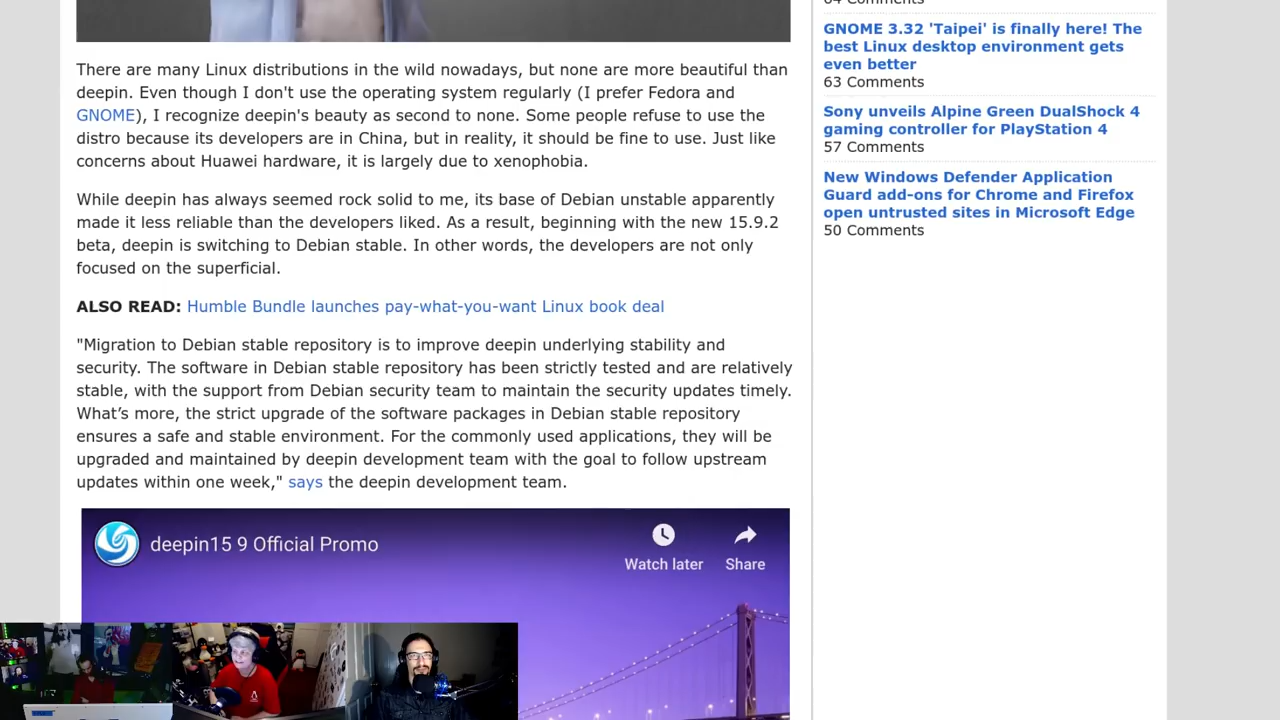 There are many Linux distributions in the wild nowadays, but none are more beautiful than
deepin. Even though I don't use the operating system regularly (I prefer Fedora and
GNOME), I recognize deepin's beauty as second to none. Some people refuse to use the
distro because its developers are in China, but in reality, it should be fine to use. Just like
concerns about Huawei hardware, it is largely due to xenophobia.
While deepin has always seemed rock solid to me, its base of Debian unstable apparently
made it less reliable than the developers liked. As a result, beginning with the new 15.9.2
beta, deepin is switching to Debian stable. In other words, the developers are not only
focused on the superficial.
ALSO READ: Humble Bundle launches pay-what-you-want Linux book deal
"Migration to Debian stable repository is to improve deepin underlying stability and
security. The software in Debian stable repository has been strictly tested and are relatively
stable, with the support from Debian security team to maintain the security updates timely.
What’s more, the strict upgrade of the software packages in Debian stable repository
ensures a safe and stable environment. For the commonly used applications, they will be
upgraded and maintained by deepin development team with the goal to follow upstream
updates within one week," says the deepin development team.
deepin15 9 Official Promo
Watch later
Share
GNOME 3.32 'Taipei' is finally here! The
best Linux desktop environment gets
even better
63 Comments
Sony unveils Alpine Green DualShock 4
gaming controller for PlayStation 4
57 Comments
New Windows Defender Application
Guard add-ons for Chrome and Firefox
open untrusted sites in Microsoft Edge
50 Comments